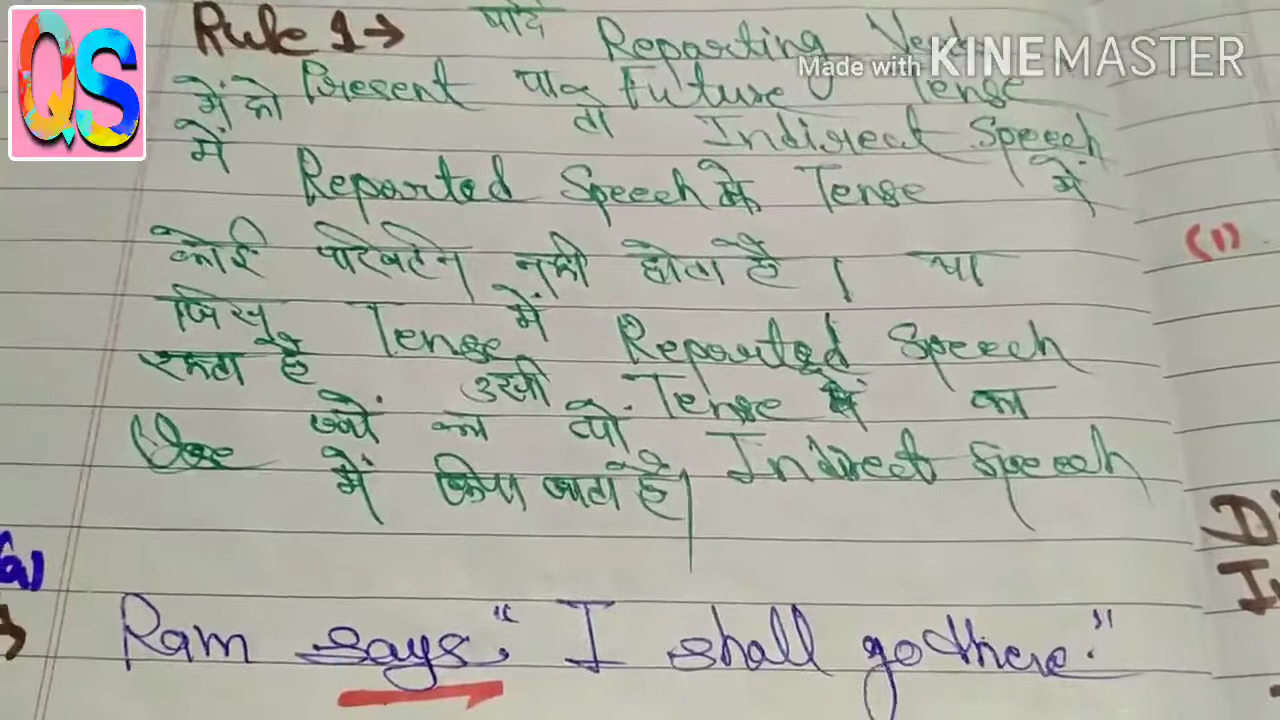 QS
Made with KINEMASTER
Rule 1→ यदि Reporting Verb
में को Present या Future Tense
में तो Indirect Speech
Reported Speech के Tense में
कोई परिवर्तन नही होता है । या
जिस Tense में Reported Speech
रहता है उसी Tense का
Use ज्यों का त्यों Indirect Speech
में किया जाता है।
(1)
D
I
Ram says, "I shall go there."